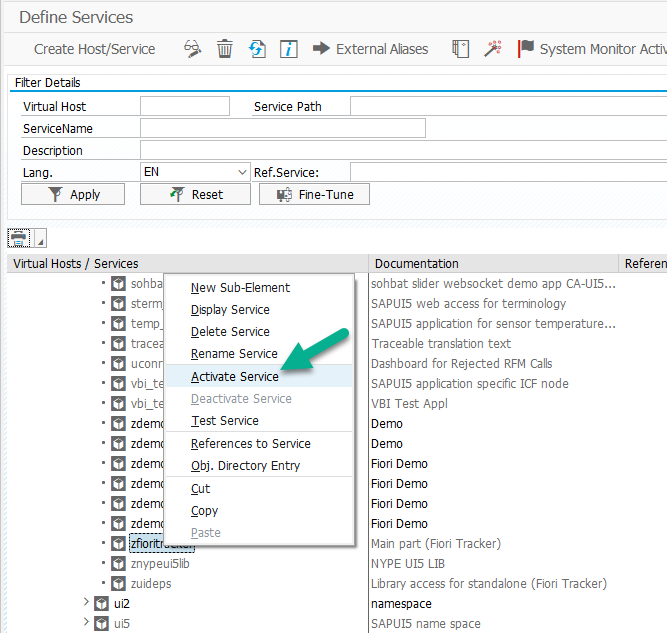 Define Services
Create Host/Service External Aliases System Monitor Activ
Filter Details
Virtual Host Service Path
ServiceName
Description
Lang. EN Ref.Service:
Apply Reset Fine-Tune
Virtual Hosts / Services Documentation Referen
sohba sohbat slider websocket demo app CA-UI5...
stermj SAPUI5 web access for terminology
temp_ SAPUI5 application for sensor temperature...
tracea Traceable translation text
uconr Dashboard for Rejected RFM Calls
vbi_te SAPUI5 application specific ICF node
vbi_te VBI Test Appl
zdemo Demo
zdemo Demo
zdemo Fiori Demo
zdemo Fiori Demo
zdemo Fiori Demo
zdemo Fiori Demo
zfioritracker Main part (Fiori Tracker)
znypeui5lib NYPE UI5 LIB
zuideps Library access for standalone (Fiori Tracker)
ui2 namespace
ui5 SAPUI5 name space
New Sub-Element
Display Service
Delete Service
Rename Service
Activate Service
Deactivate Service
Test Service
References to Service
Obj. Directory Entry
Cut
Copy
Paste